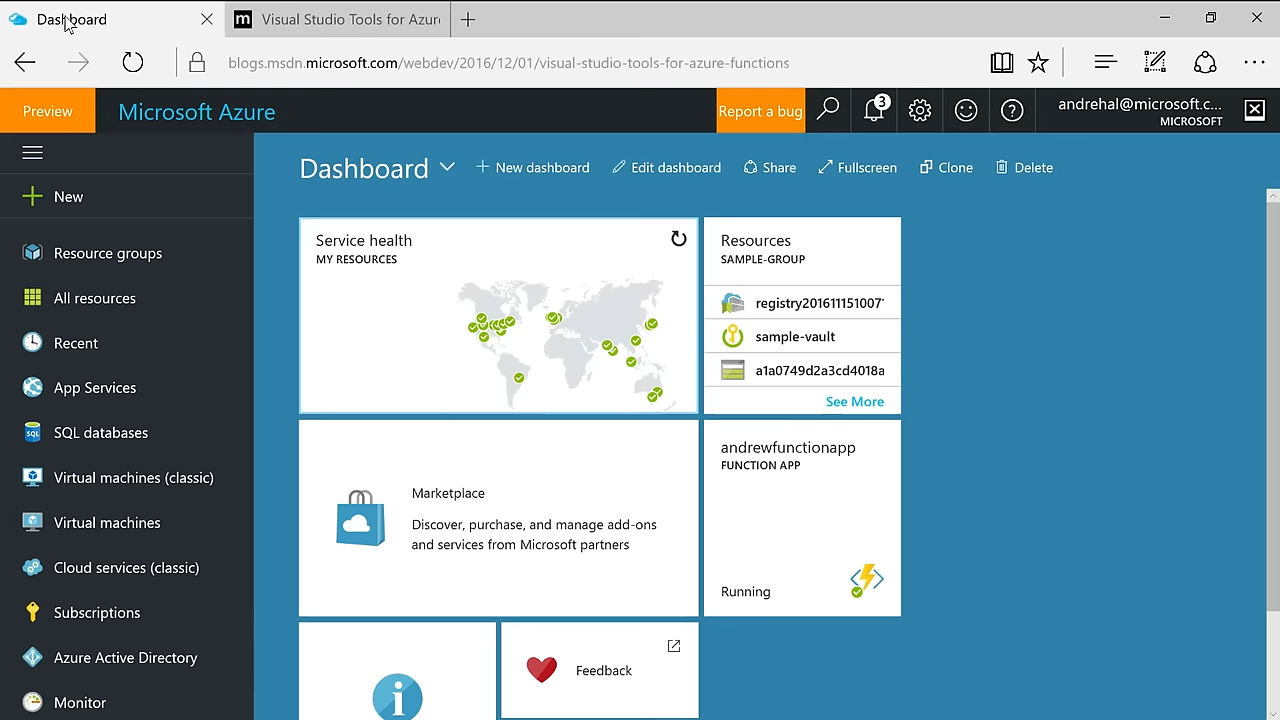 Dashboard
m Visual Studio Tools for Azur
blogs.msdn.microsoft.com/webdev/2016/12/01/visual-studio-tools-for-azure-functions
Preview
Microsoft Azure
Report a bug
3
andrehal@microsoft.c...
MICROSOFT
New
Resource groups
All resources
Recent
App Services
SQL
SQL databases
Virtual machines (classic)
Virtual machines
Cloud services (classic)
Subscriptions
Azure Active Directory
Monitor
Dashboard
New dashboard
Edit dashboard
Share
Fullscreen
Clone
Delete
Service health
MY RESOURCES
Resources
SAMPLE-GROUP
registry201611151007
sample-vault
a1a0749d2a3cd4018a
See More
Marketplace
Discover, purchase, and manage add-ons
and services from Microsoft partners
andrewfunctionapp
FUNCTION APP
Running
Feedback